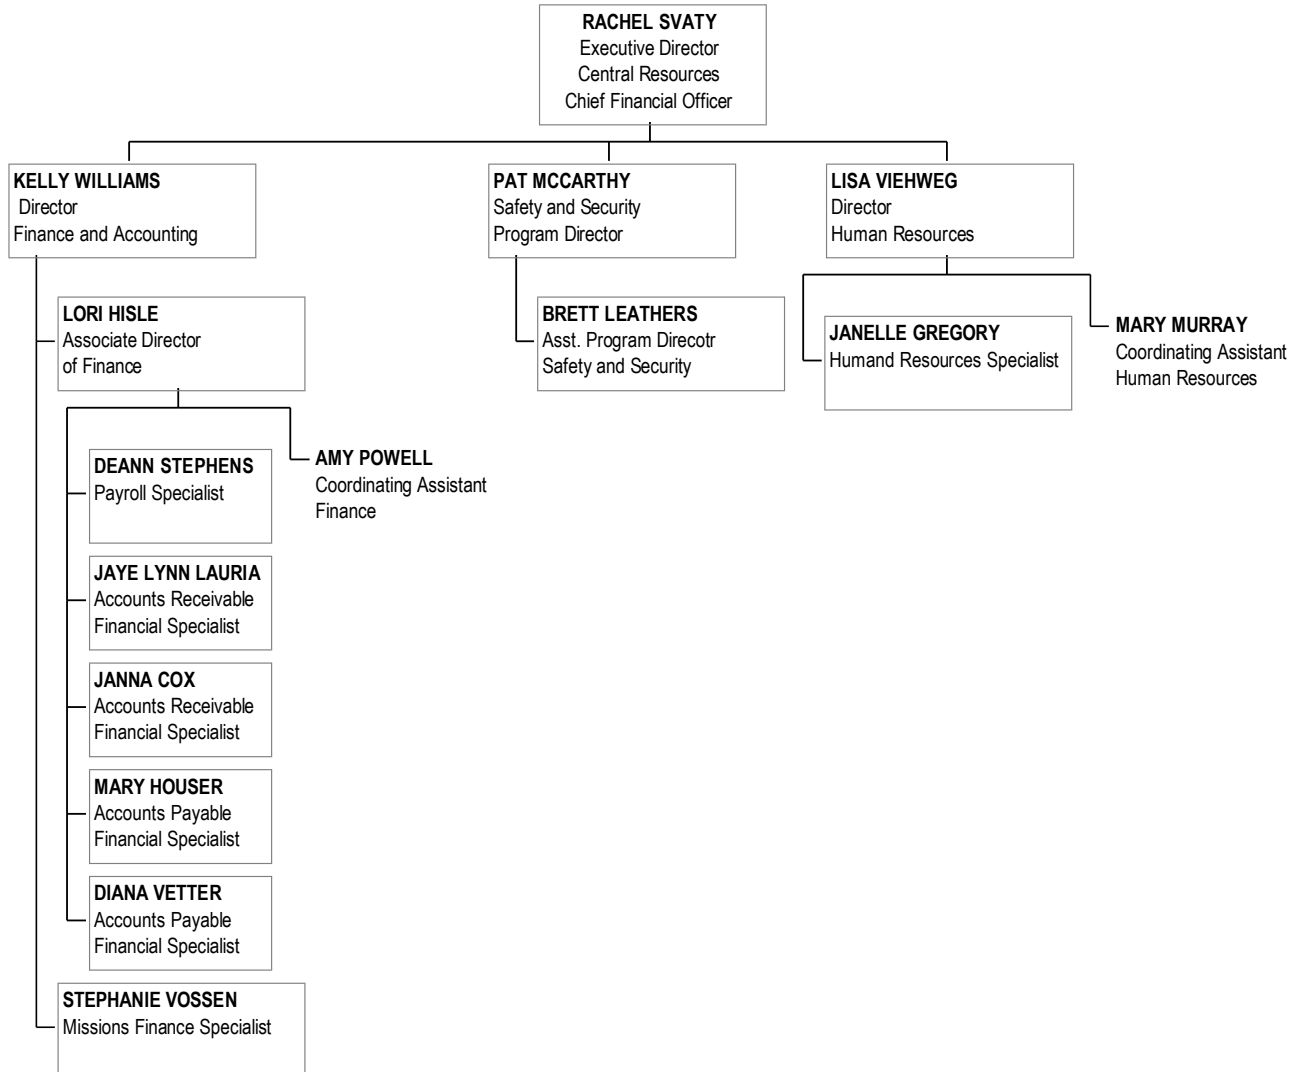 RACHEL SVATY
Executive Director
Central Resources
Chief Financial Officer
KELLY WILLIAMS
Director
Finance and Accounting
PAT MCCARTHY
Safety and Security
Program Director
LISA VIEHWEG
Director
Human Resources
LORI HISLE
Associate Director
of Finance
BRETT LEATHERS
Asst. Program Direcotr
Safety and Security
JANELLE GREGORY
Humand Resources Specialist
MARY MURRAY
Coordinating Assistant
Human Resources
DEANN STEPHENS
Payroll Specialist
AMY POWELL
Coordinating Assistant
Finance
JAYE LYNN LAURIA
Accounts Receivable
Financial Specialist
JANNA COX
Accounts Receivable
Financial Specialist
MARY HOUSER
Accounts Payable
Financial Specialist
DIANA VETTER
Accounts Payable
Financial Specialist
STEPHANIE VOSSEN
Missions Finance Specialist